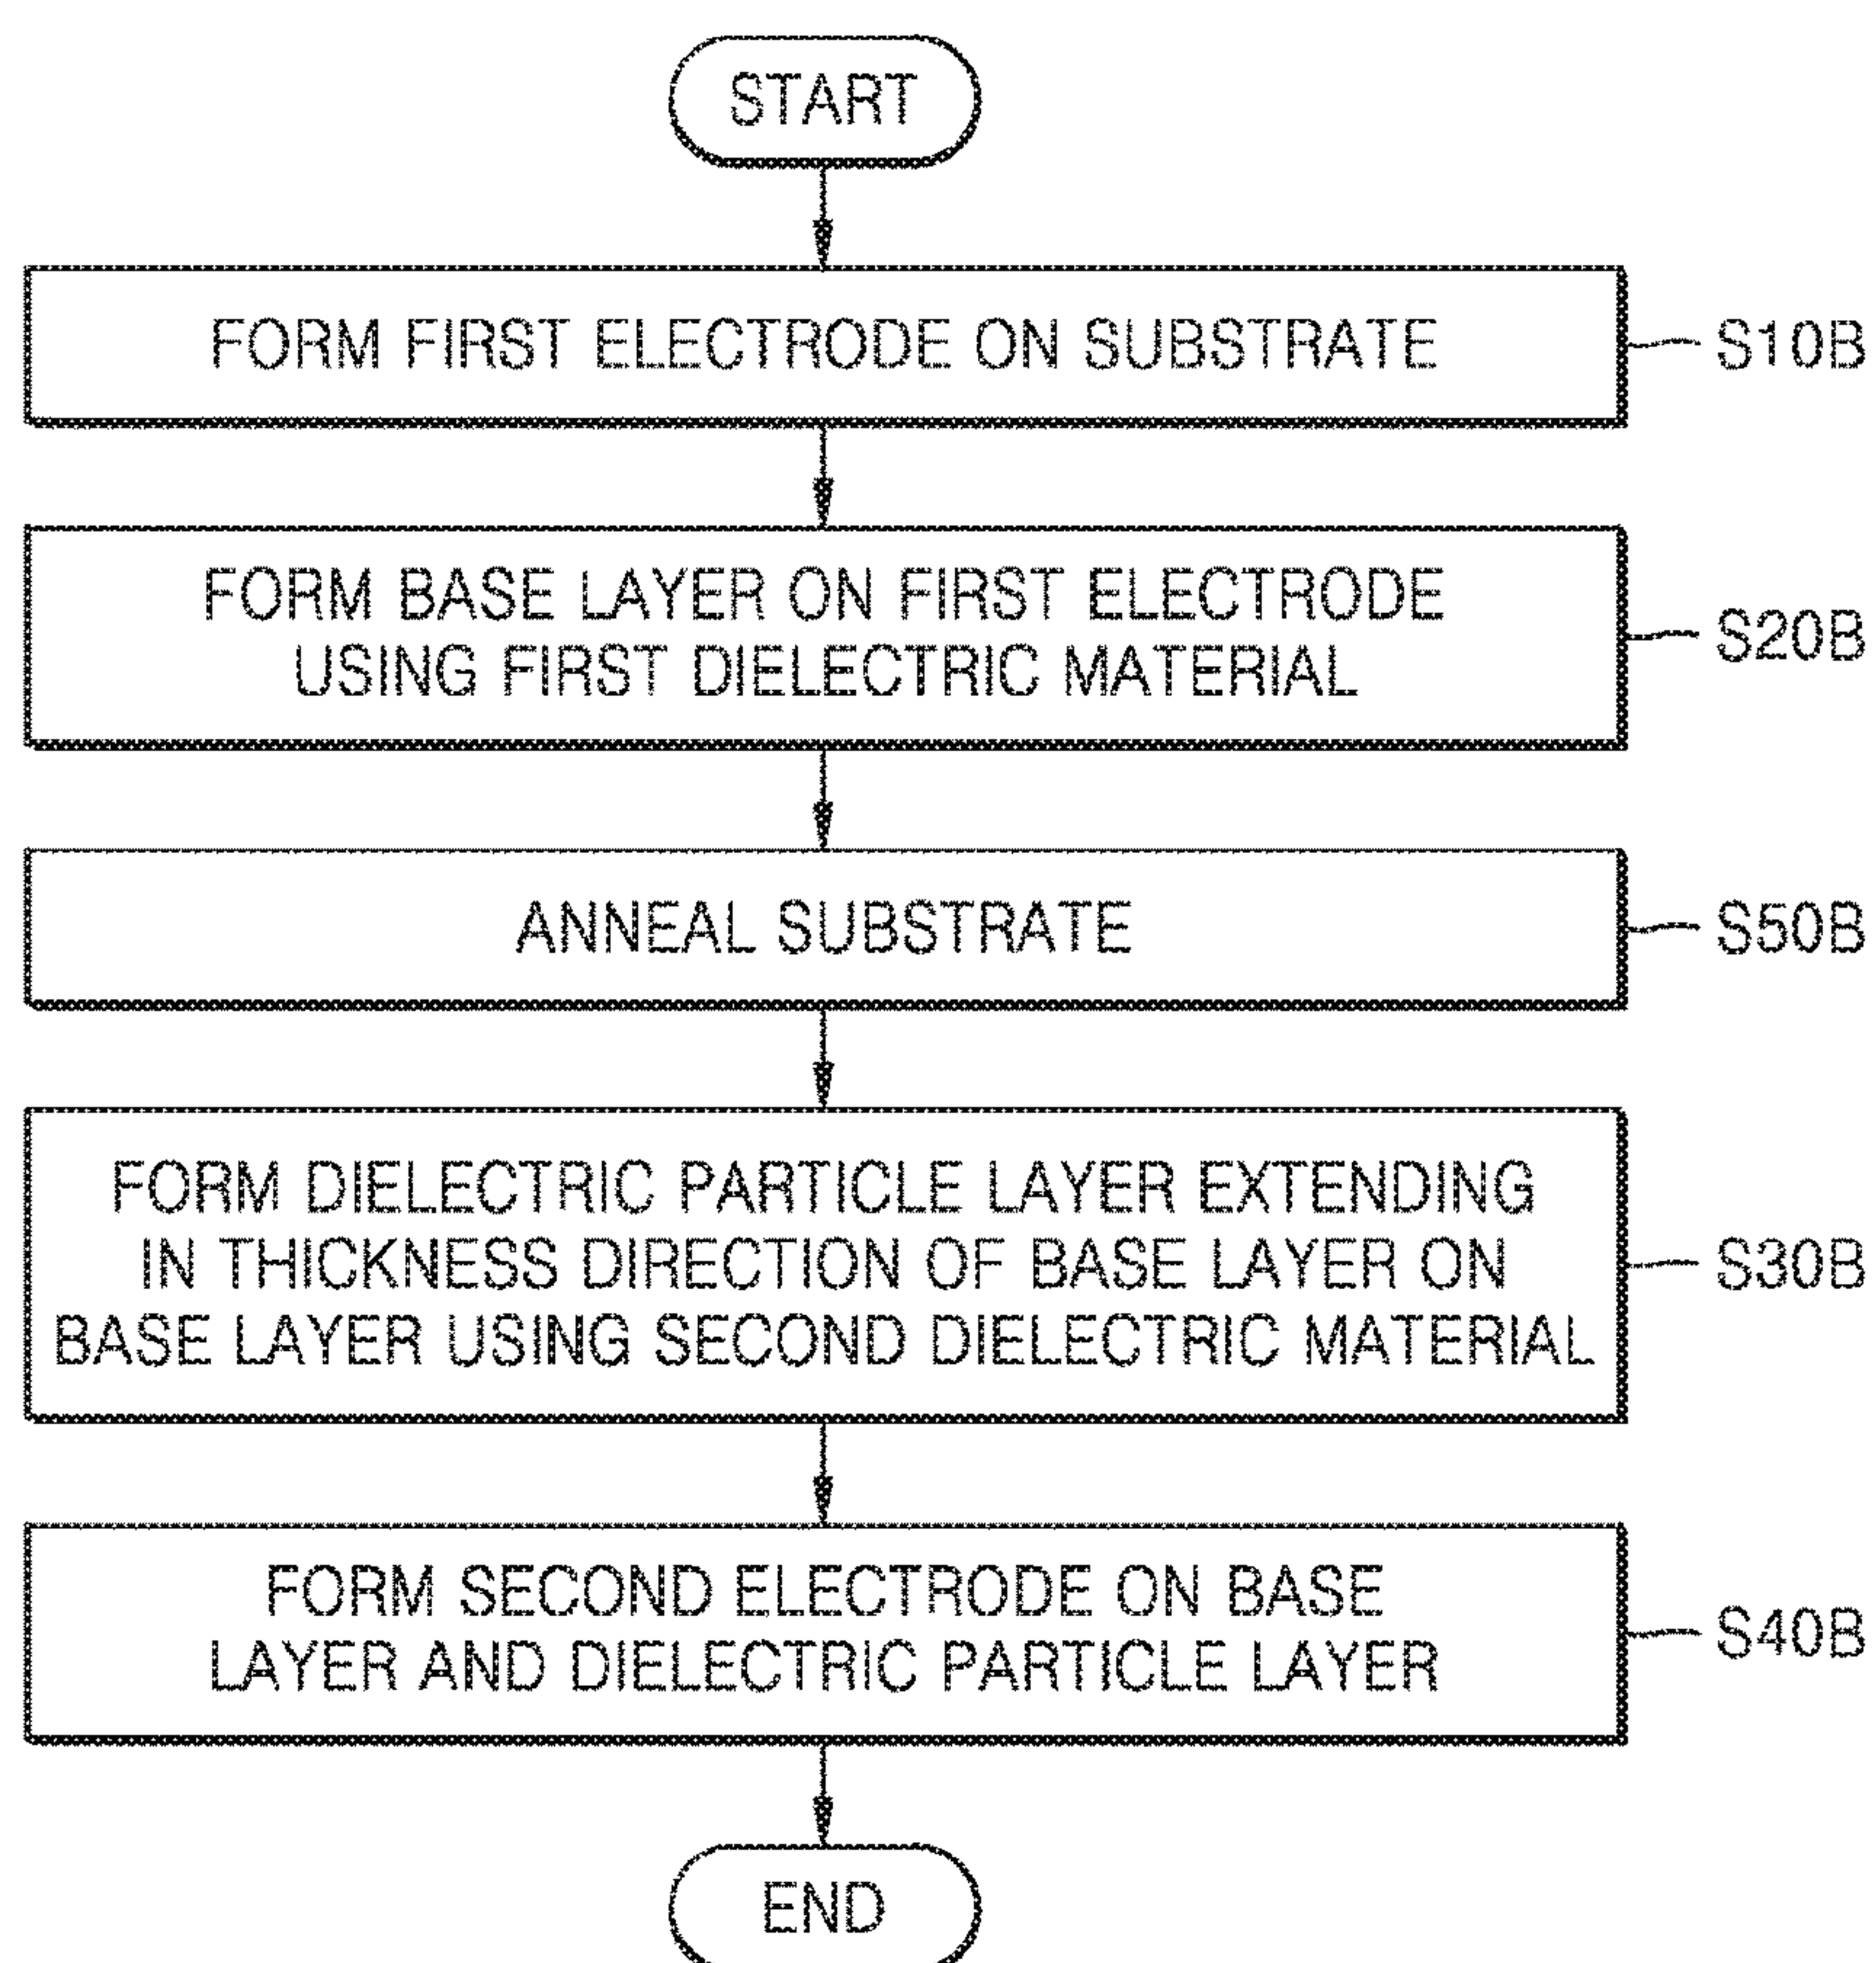 START
FORM FIRST ELECTRODE ON SUBSTRATE
S10B
FORM BASE LAYER ON FIRST ELECTRODE
USING FIRST DIELECTRIC MATERIAL
S20B
ANNEAL SUBSTRATE
S50B
FORM DIELECTRIC PARTICLE LAYER EXTENDING
IN THICKNESS DIRECTION OF BASE LAYER ON
BASE LAYER USING SECOND DIELECTRIC MATERIAL
S30B
FORM SECOND ELECTRODE ON BASE
LAYER AND DIELECTRIC PARTICLE LAYER
S40B
END